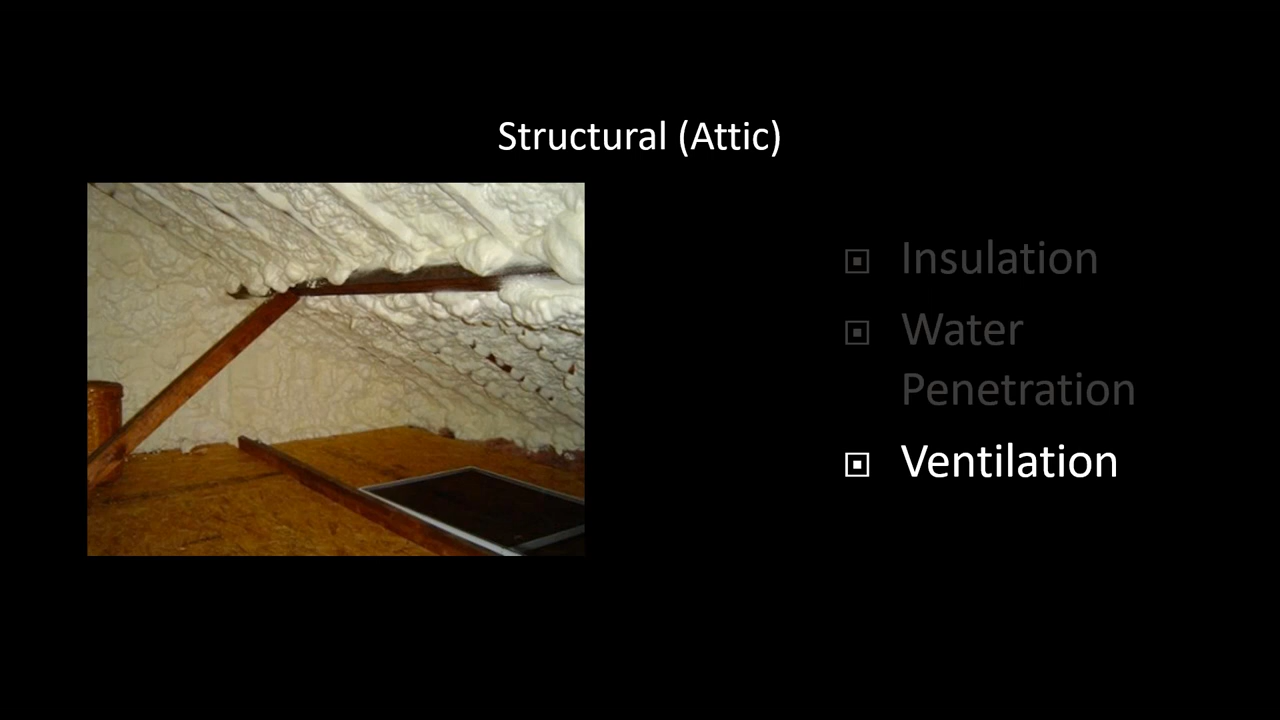 Structural (Attic)
Insulation
Water
Penetration
Ventilation